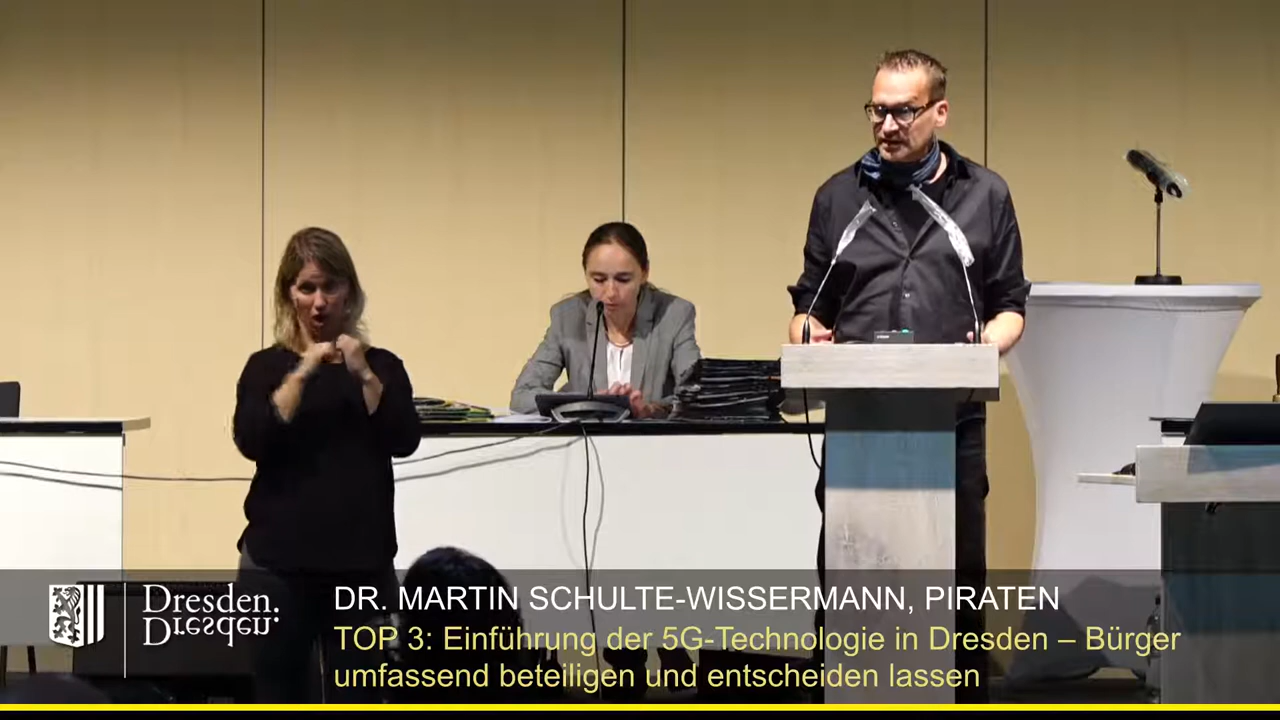 Dresden.
Dresden.
DR. MARTIN SCHULTE-WISSERMANN, PIRATEN
TOP 3: Einführung der 5G-Technologie in Dresden – Bürger
umfassend beteiligen und entscheiden lassen